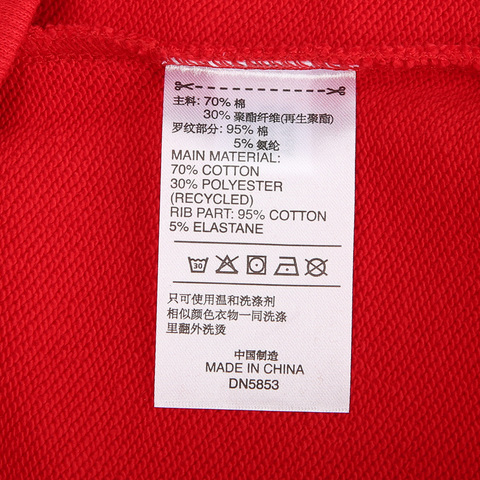 主料: 70% 棉
30% 聚酯纤维(再生聚酯)
罗纹部分: 95% 棉
5% 氨纶
MAIN MATERIAL:
70% COTTON
30% POLYESTER
(RECYCLED)
RIB PART: 95% COTTON
5% ELASTANE
30
只可使用温和洗涤剂
相似颜色衣物一同洗涤
里翻外洗烫
中国制造
MADE IN CHINA
DN5853